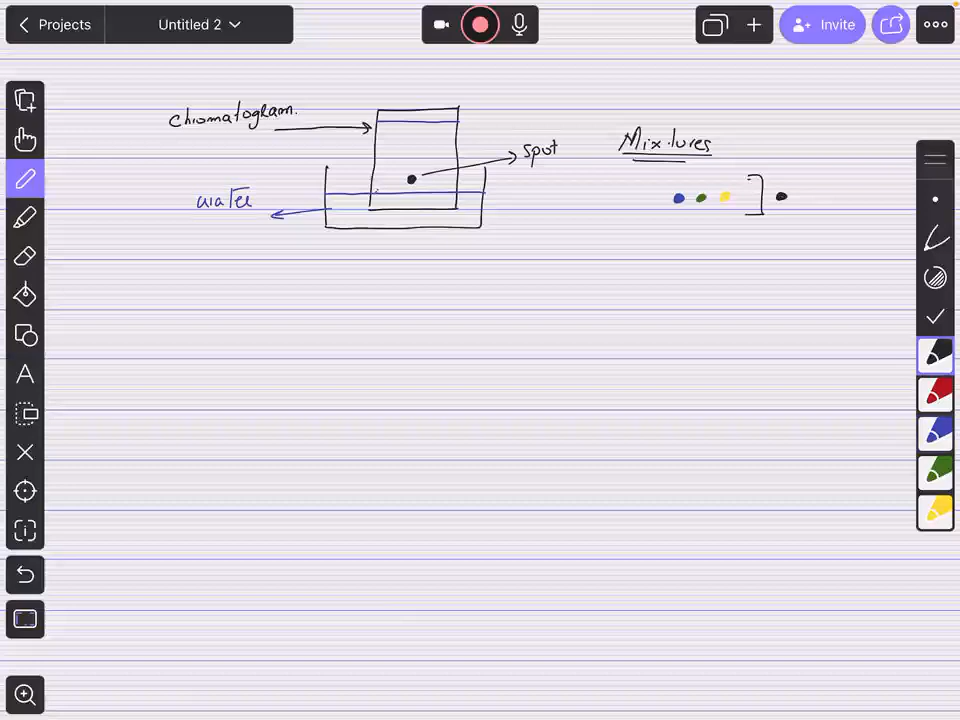 Projects
Untitled 2
Invite
chromatogram.
spot
Mixtures
water
A